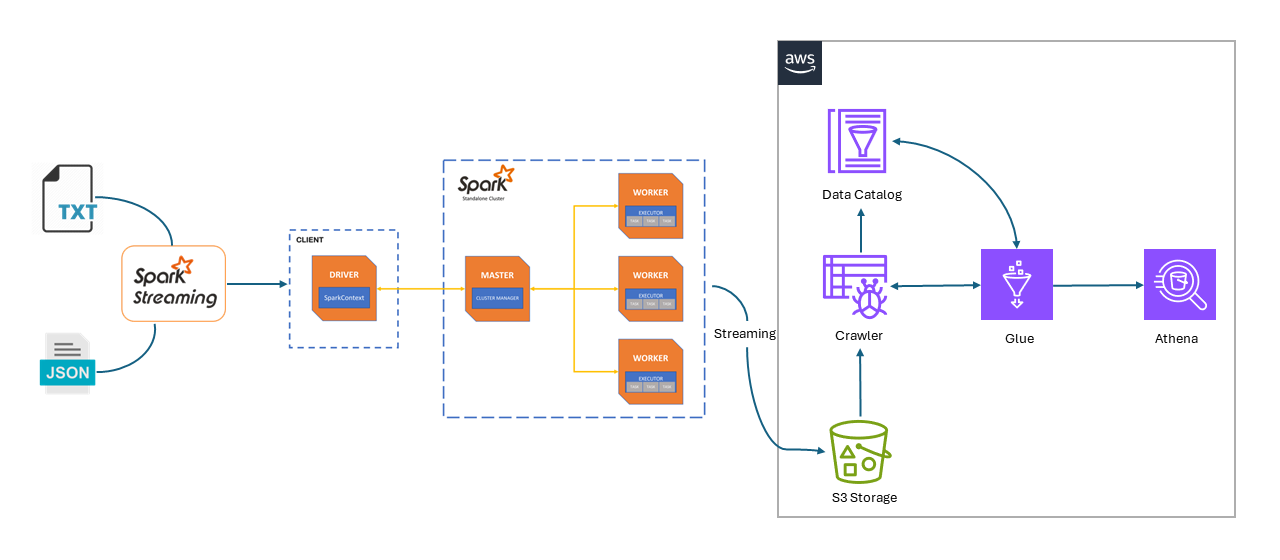 TXT
JSON
Spark
Streaming
CLIENT
DRIVER
SparkContext
Spark
Standalone Cluster
MASTER
CLUSTER MANAGER
WORKER
EXECUTOR
TASK TASK TASK
WORKER
EXECUTOR
TASK TASK TASK
WORKER
EXECUTOR
TASK TASK TASK
Streaming
aws
Data Catalog
Crawler
Glue
Athena
S3 Storage